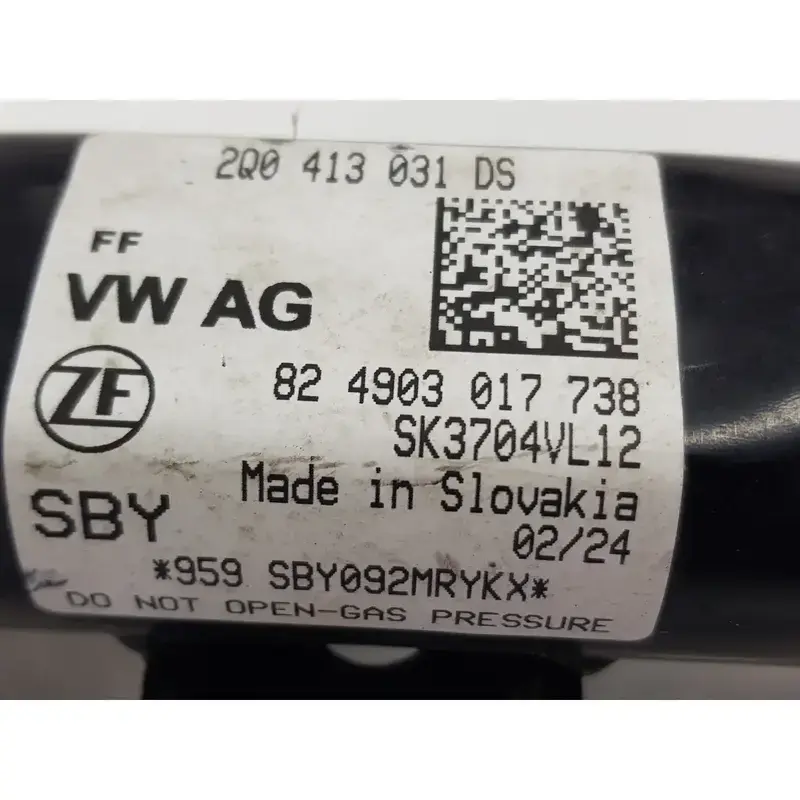 2Q0 413 031 DS
FF
VW AG
ZF
82 4903 017 738
SK3704VL12
Made in Slovakia
SBY
02/24
*959 SBY092MRYKX*
DO NOT OPEN-GAS PRESSURE